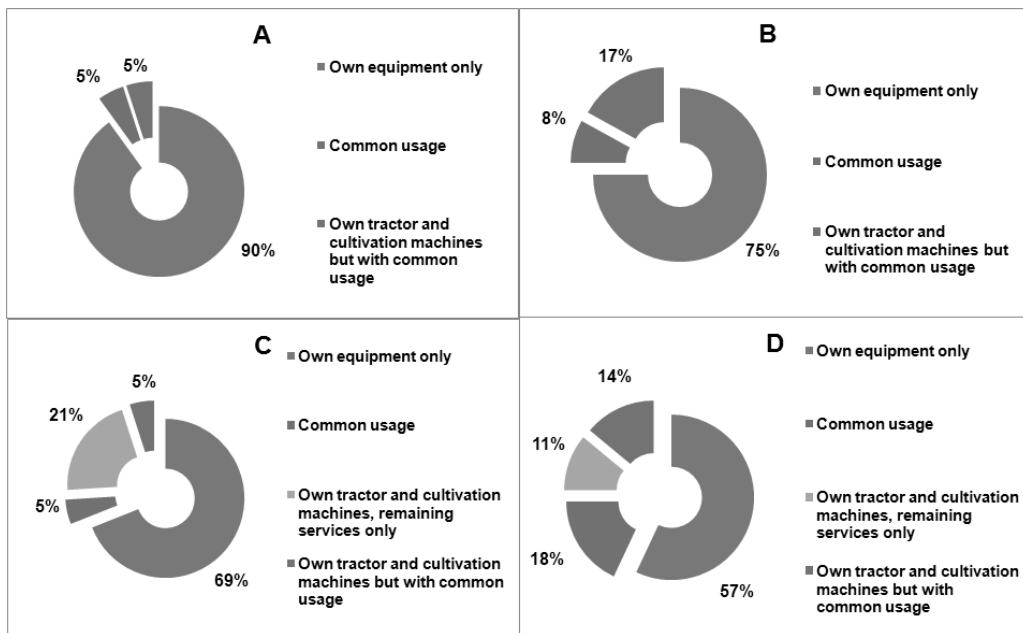 A
5%
5%
90%
Own equipment only
Common usage
Own tractor and
cultivation machines
but with common
usage
B
17%
8%
75%
Own equipment only
Common usage
Own tractor and
cultivation machines but
with common usage
C
5%
21%
5%
69%
Own equipment only
Common usage
Own tractor and cultivation
machines, remaining
services only
Own tractor and cultivation
machines but with common
usage
D
14%
11%
18%
57%
Own equipment only
Common usage
Own tractor and cultivation
machines, remaining services
only
Own tractor and cultivation
machines but with
common usage